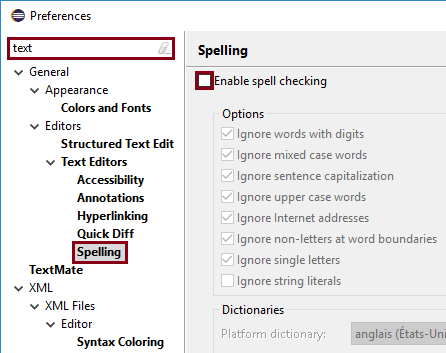 Preferences
text
General
Appearance
Colors and Fonts
Editors
Structured Text Edit
Text Editors
Accessibility
Annotations
Hyperlinking
Quick Diff
Spelling
TextMate
XML
XML Files
Editor
Syntax Coloring
Spelling
Enable spell checking
Options
Ignore words with digits
Ignore mixed case words
Ignore sentence capitalization
Ignore upper case words
Ignore Internet addresses
Ignore non-letters at word boundaries
Ignore single letters
Ignore string literals
Dictionaries
Platform dictionary: anglais (États-Uni